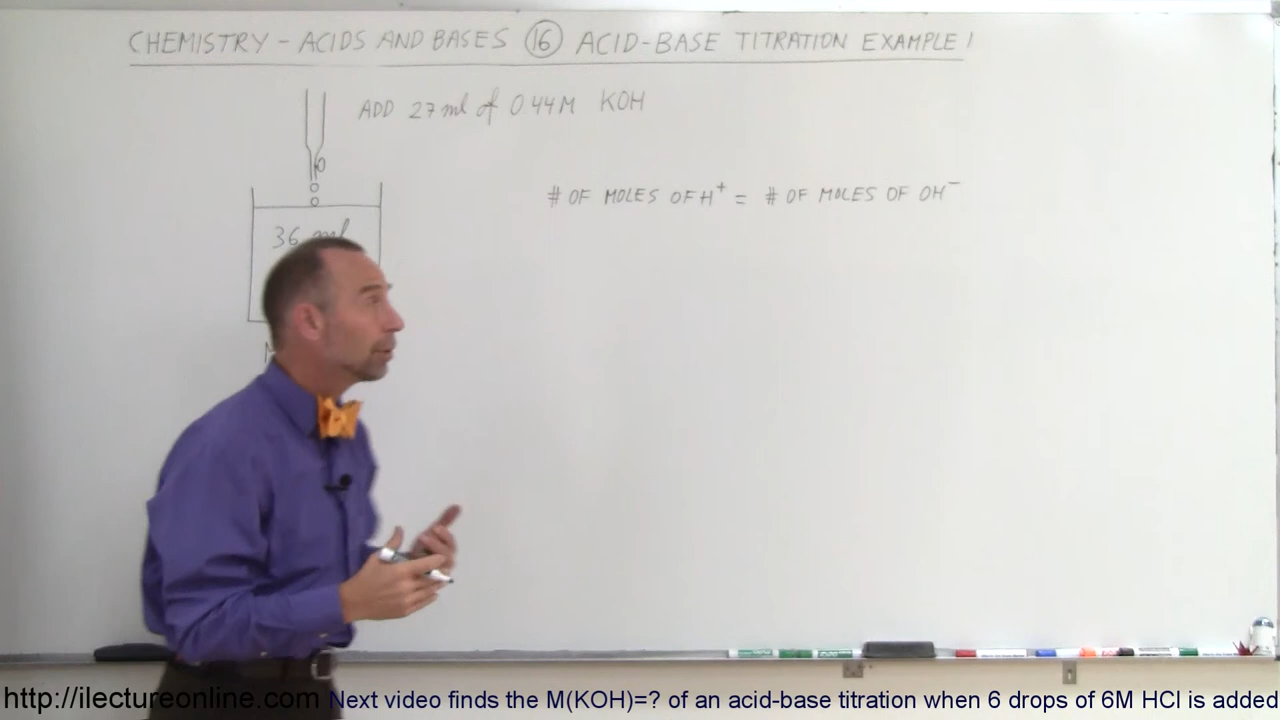 CHEMISTRY - ACIDS AND BASES 16 ACID-BASE TITRATION EXAMPLE 1
ADD 27 ml of 0.44M KOH
# OF MOLES OF H⁺ = # OF MOLES OF OH⁻
36 ml
http://ilectureonline.com Next video finds the M(KOH)=? of an acid-base titration when 6 drops of 6M HCl is added